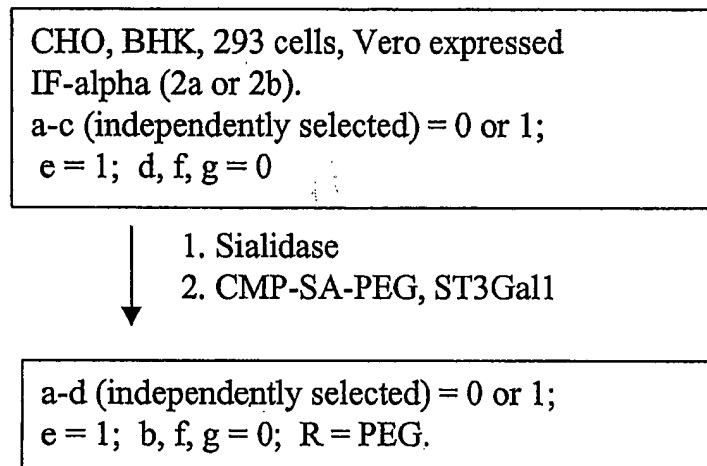 CHO, BHK, 293 cells, Vero expressed
IF-alpha (2a or 2b).
a-c (independently selected) = 0 or 1;
e = 1; d, f, g = 0
1. Sialidase
2. CMP-SA-PEG, ST3Gal1
a-d (independently selected) = 0 or 1;
e = 1; b, f, g = 0; R = PEG.